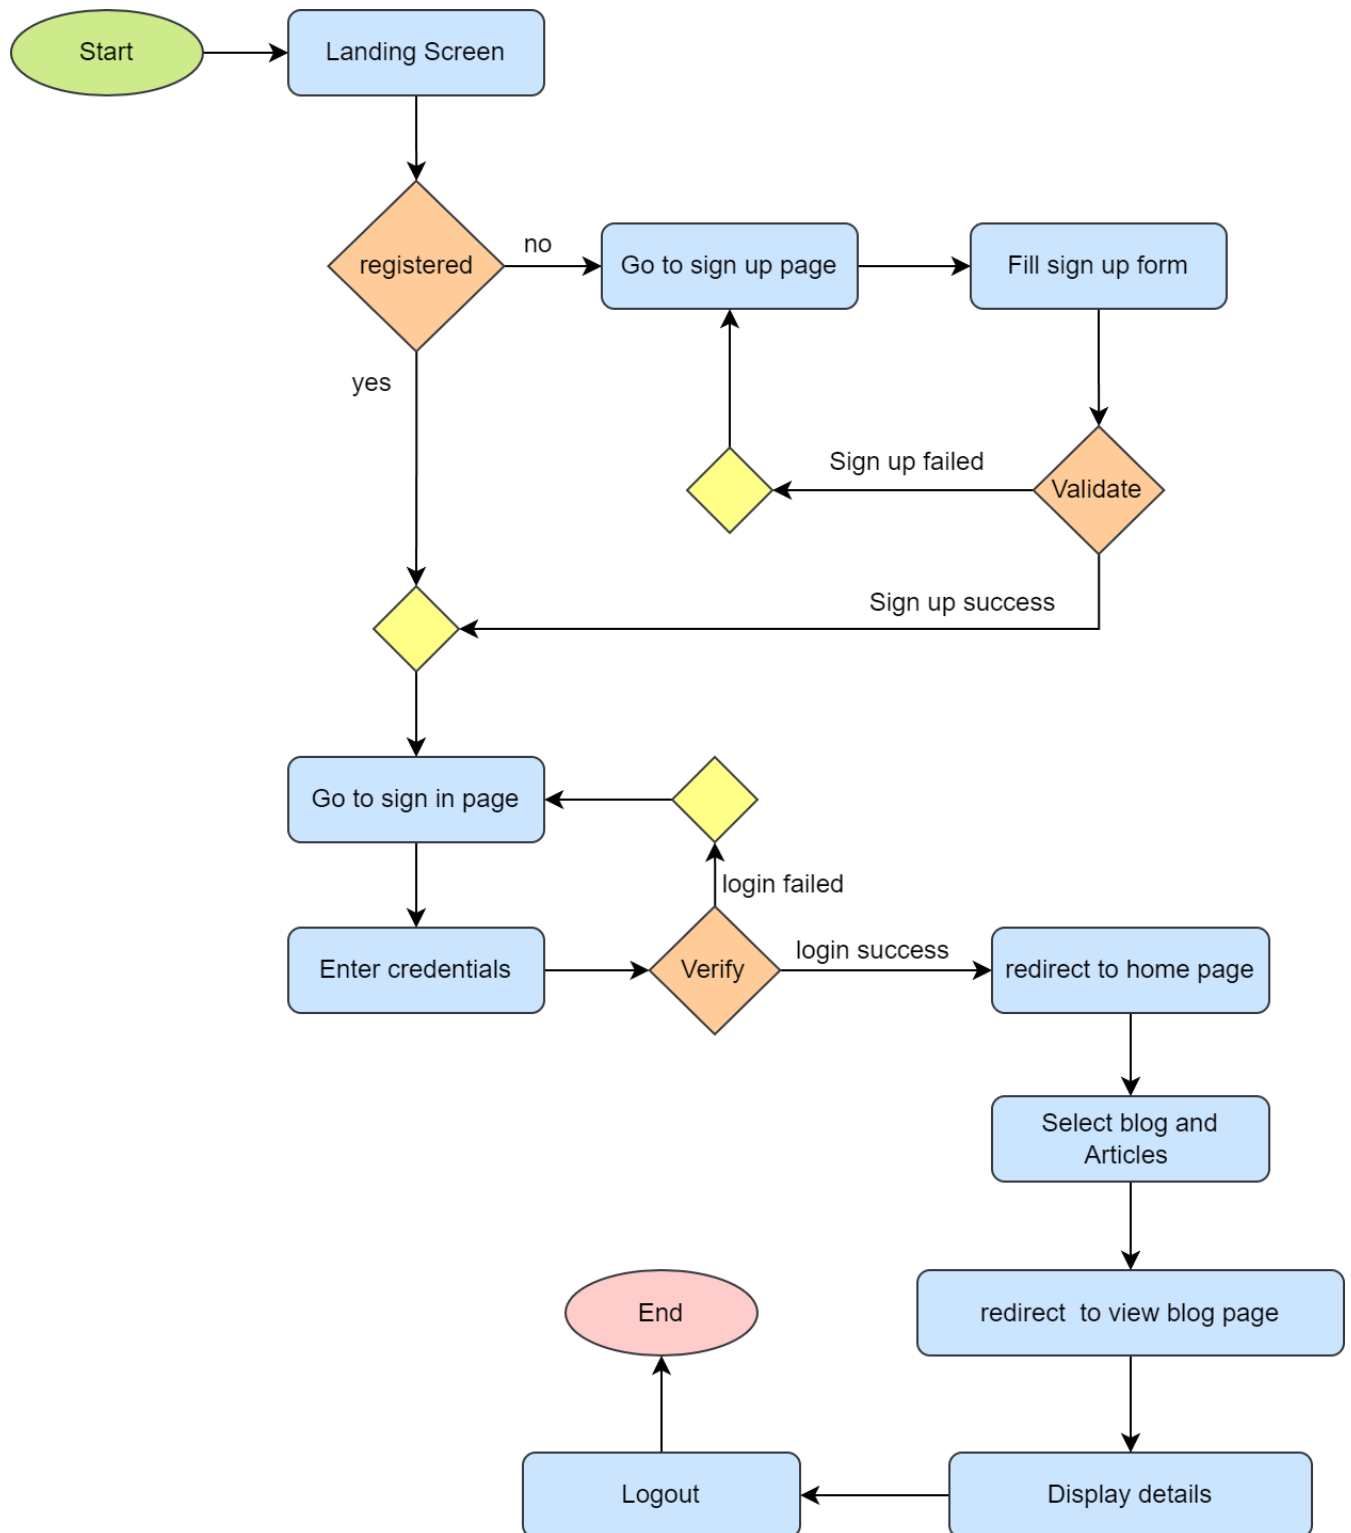 Start
Landing Screen
registered
no
Go to sign up page
Fill sign up form
yes
Sign up failed
Validate
Sign up success
Go to sign in page
login failed
Enter credentials
Verify
login success
redirect to home page
Select blog and
Articles
End
redirect  to view blog page
Logout
Display details